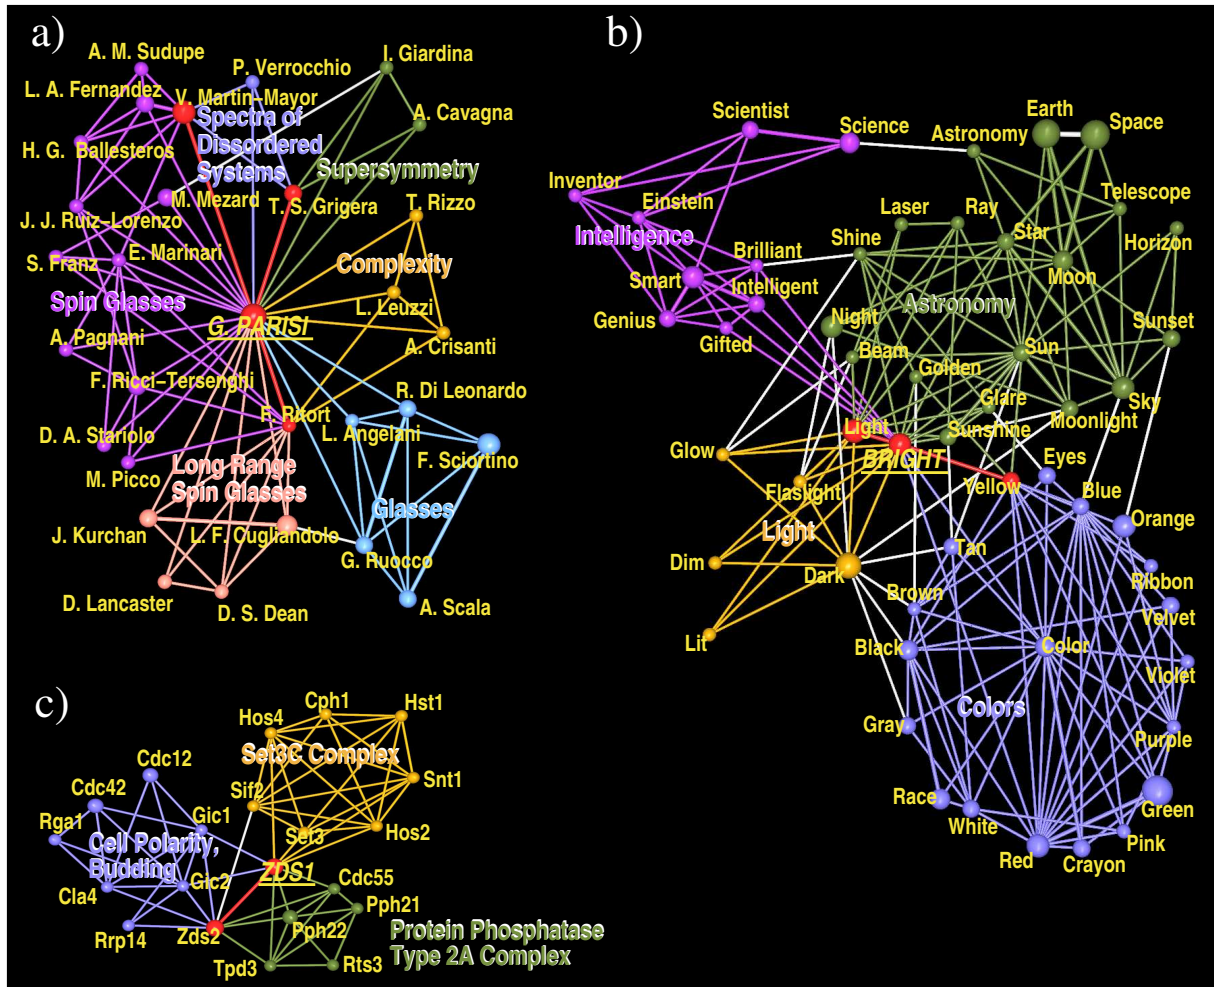 a)
A. M. Sudupe
P. Verrocchio
I. Giardina
L. A. Fernandez
V. Martin–Mayor
A. Cavagna
Spectra of
Dissordered
Systems
H. G. Ballesteros
Supersymmetry
M. Mezard
T. S. Grigera
T. Rizzo
J. J. Ruiz–Lorenzo
E. Marinari
S. Franz
Complexity
Spin Glasses
L. Leuzzi
G. PARISI
A. Pagnani
A. Crisanti
F. Ricci–Tersenghi
R. Di Leonardo
F. Ritort
L. Angelani
D. A. Stariolo
F. Sciortino
M. Picco
Long Range
Spin Glasses
Glasses
J. Kurchan
L. F. Cugliandolo
G. Ruocco
D. Lancaster
D. S. Dean
A. Scala
b)
Scientist
Science
Earth
Space
Astronomy
Inventor
Einstein
Telescope
Laser
Ray
Intelligence
Brilliant
Shine
Star
Horizon
Smart
Intelligent
Moon
Astronomy
Genius
Gifted
Night
Sunset
Beam
Sun
Golden
Glare
Sky
Light
Sunshine
Moonlight
Glow
BRIGHT
Eyes
Flaslight
Yellow
Blue
Light
Orange
Dim
Dark
Tan
Ribbon
Brown
Velvet
Lit
Black
Color
Violet
Gray
Colors
Purple
Race
White
Green
Red
Crayon
Pink
c)
Cph1
Hst1
Hos4
Set3C Complex
Cdc12
Snt1
Cdc42
Sif2
Gic1
Rga1
Set3
Hos2
Cell Polarity,
Budding
ZDS1
Cla4
Gic2
Cdc55
Pph21
Rrp14
Zds2
Pph22
Protein Phosphatase
Type 2A Complex
Tpd3
Rts3